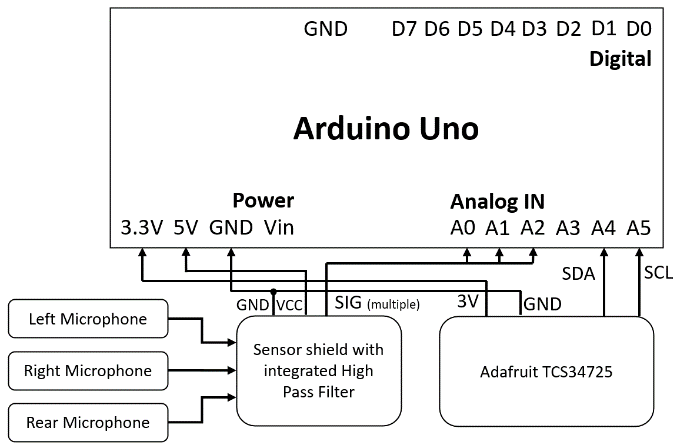 GND D7 D6 D5 D4 D3 D2 D1 D0
Digital
Arduino Uno
Power Analog IN
3.3V 5V GND Vin A0 A1 A2 A3 A4 A5
SDA SCL
GND VCC SIG (multiple) 3V GND
Left Microphone
Right Microphone
Rear Microphone
Sensor shield with
integrated High
Pass Filter
Adafruit TCS34725